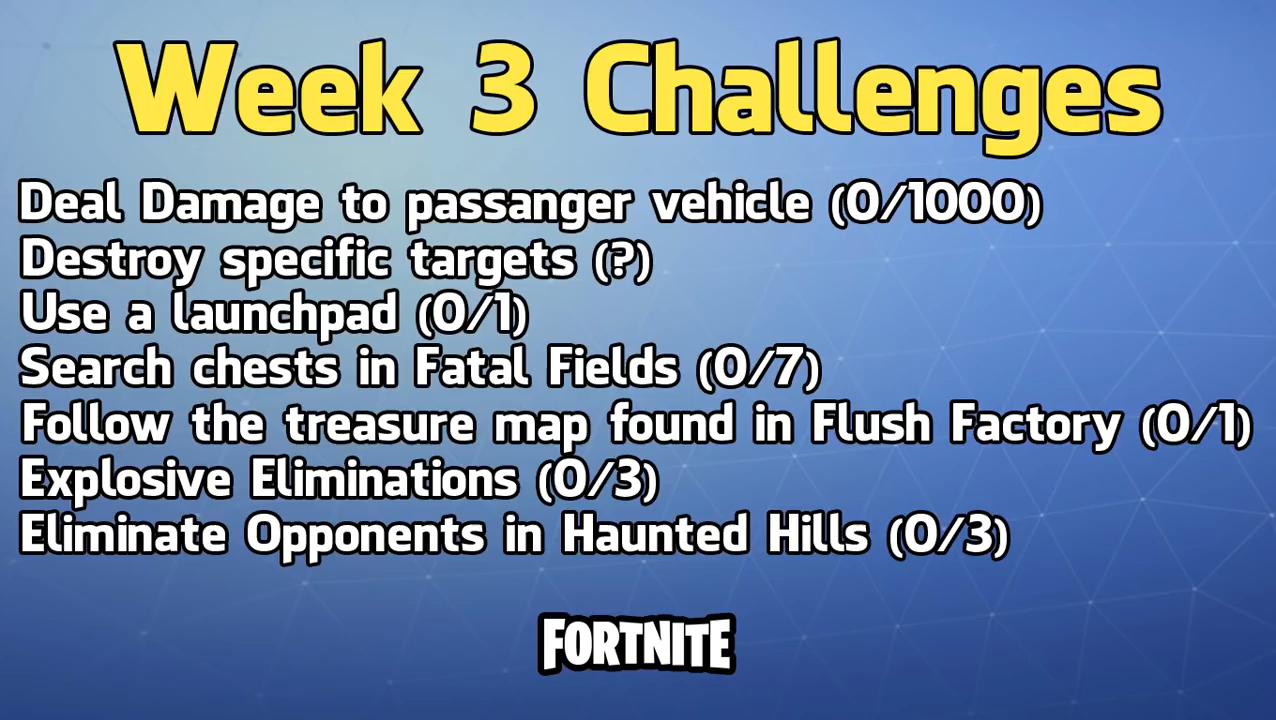 Week 3 Challenges
Deal Damage to passanger vehicle (0/1000)
Destroy specific targets (?)
Use a launchpad (0/1)
Search chests in Fatal Fields (0/7)
Follow the treasure map found in Flush Factory (0/1)
Explosive Eliminations (0/3)
Eliminate Opponents in Haunted Hills (0/3)
FORTNITE